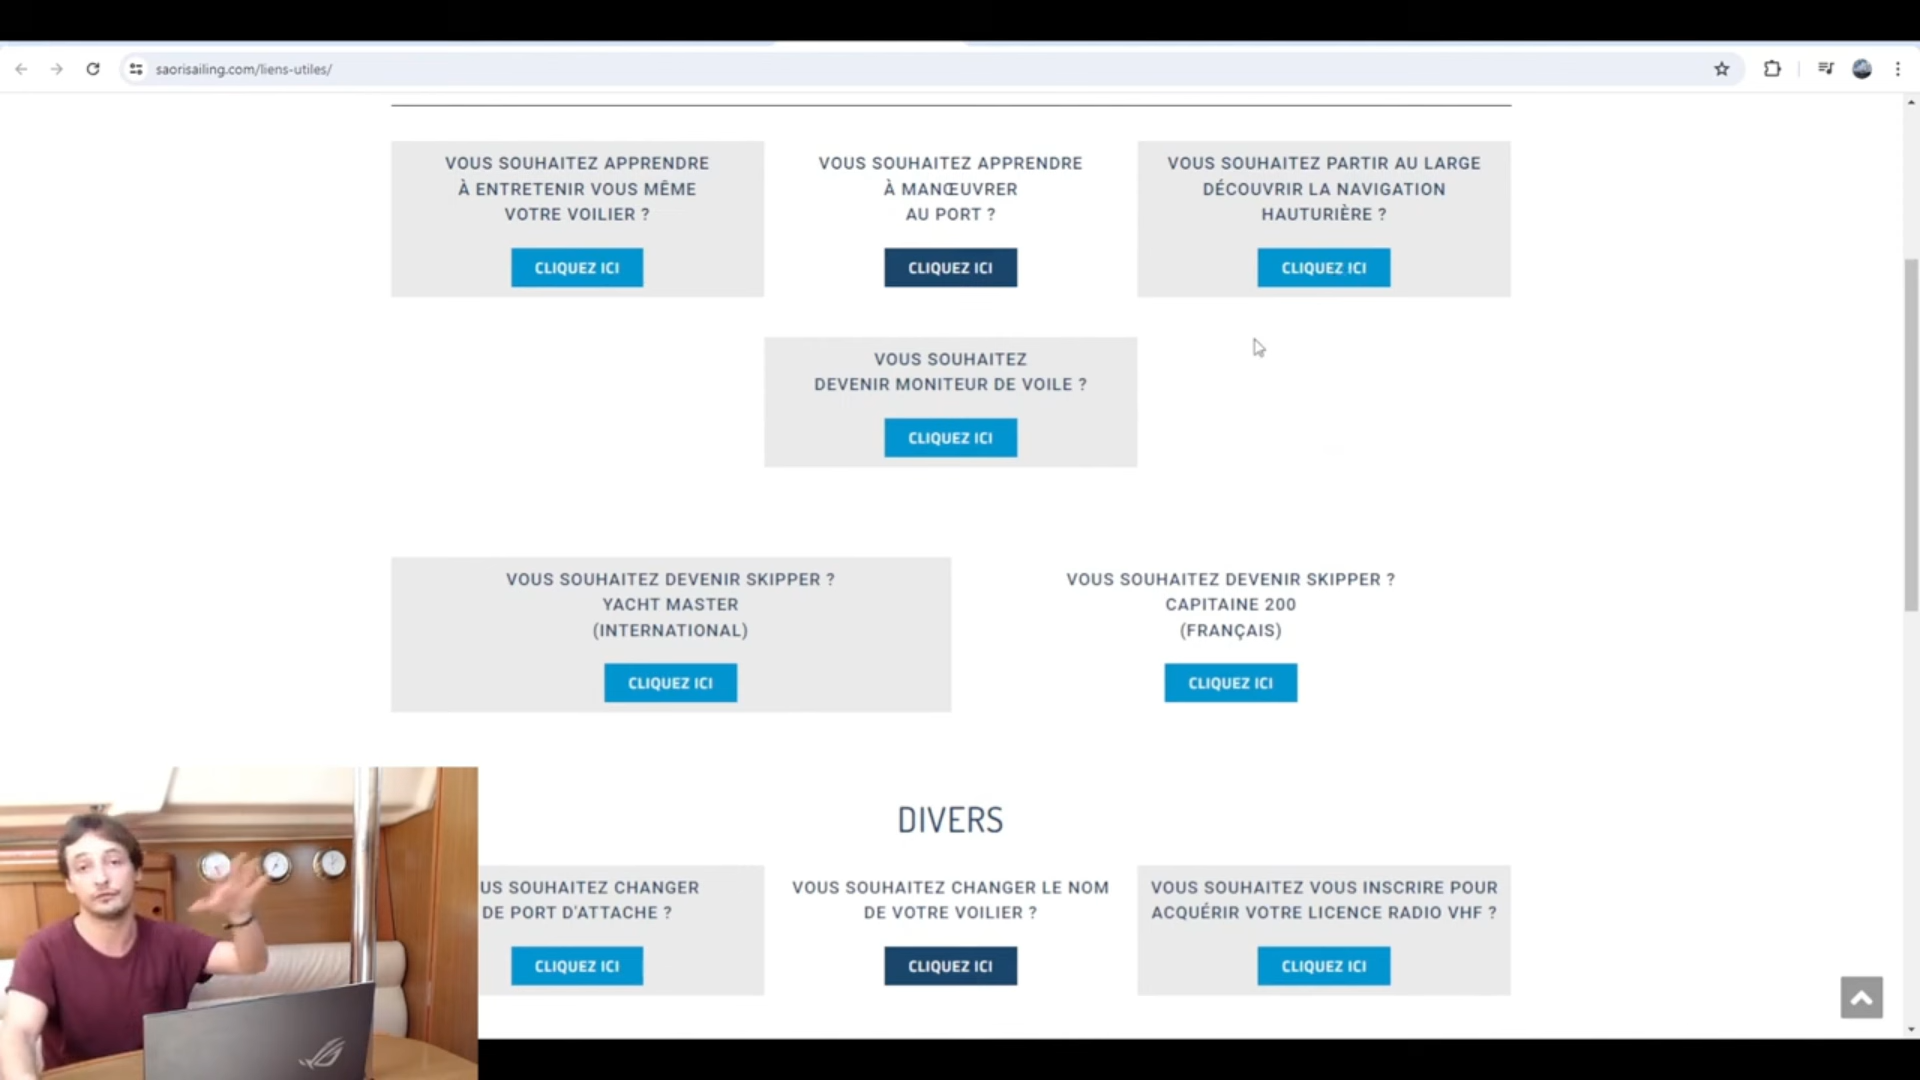 saorisailing.com/liens-utiles/
VOUS SOUHAITEZ APPRENDRE
À ENTRETENIR VOUS MÊME
VOTRE VOILIER ?
CLIQUEZ ICI
VOUS SOUHAITEZ APPRENDRE
À MANŒUVRER
AU PORT ?
CLIQUEZ ICI
VOUS SOUHAITEZ PARTIR AU LARGE
DÉCOUVRIR LA NAVIGATION
HAUTURIÈRE ?
CLIQUEZ ICI
VOUS SOUHAITEZ
DEVENIR MONITEUR DE VOILE ?
CLIQUEZ ICI
VOUS SOUHAITEZ DEVENIR SKIPPER ?
YACHT MASTER
(INTERNATIONAL)
CLIQUEZ ICI
VOUS SOUHAITEZ DEVENIR SKIPPER ?
CAPITAINE 200
(FRANÇAIS)
CLIQUEZ ICI
DIVERS
US SOUHAITEZ CHANGER
DE PORT D'ATTACHE ?
CLIQUEZ ICI
VOUS SOUHAITEZ CHANGER LE NOM
DE VOTRE VOILIER ?
CLIQUEZ ICI
VOUS SOUHAITEZ VOUS INSCRIRE POUR
ACQUÉRIR VOTRE LICENCE RADIO VHF ?
CLIQUEZ ICI